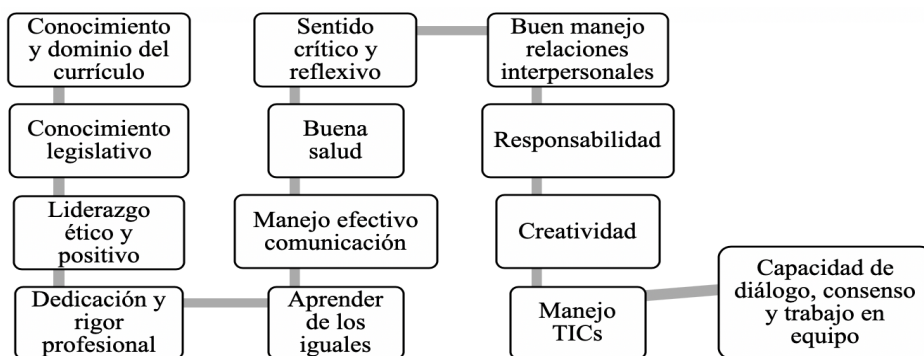 Conocimiento
y dominio del
currículo
Conocimiento
legislativo
Liderazgo
ético y
positivo
Dedicación y
rigor
profesional
Sentido
crítico y
reflexivo
Buena
salud
Manejo efectivo
comunicación
Aprender
de los
iguales
Buen manejo
relaciones
interpersonales
Responsabilidad
Creatividad
Manejo
TICs
Capacidad de
diálogo, consenso
y trabajo en
equipo